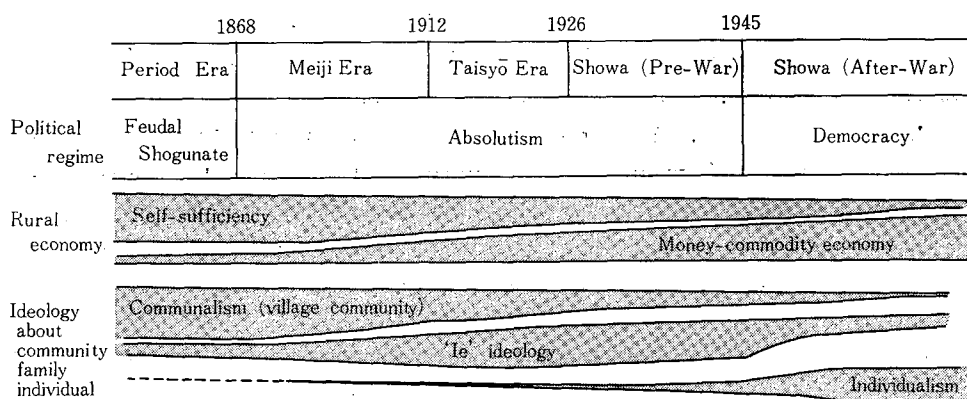 1868 1912 1926 1945
Period Era Meiji Era Taisyō Era Showa (Pre-War) Showa (After-War)
Political regime
Feudal Shogunate
Absolutism
Democracy
Rural economy
Self-sufficiency
Money-commodity economy
Ideology about community family individual
Communalism (village community)
'Ie' ideology
Individualism